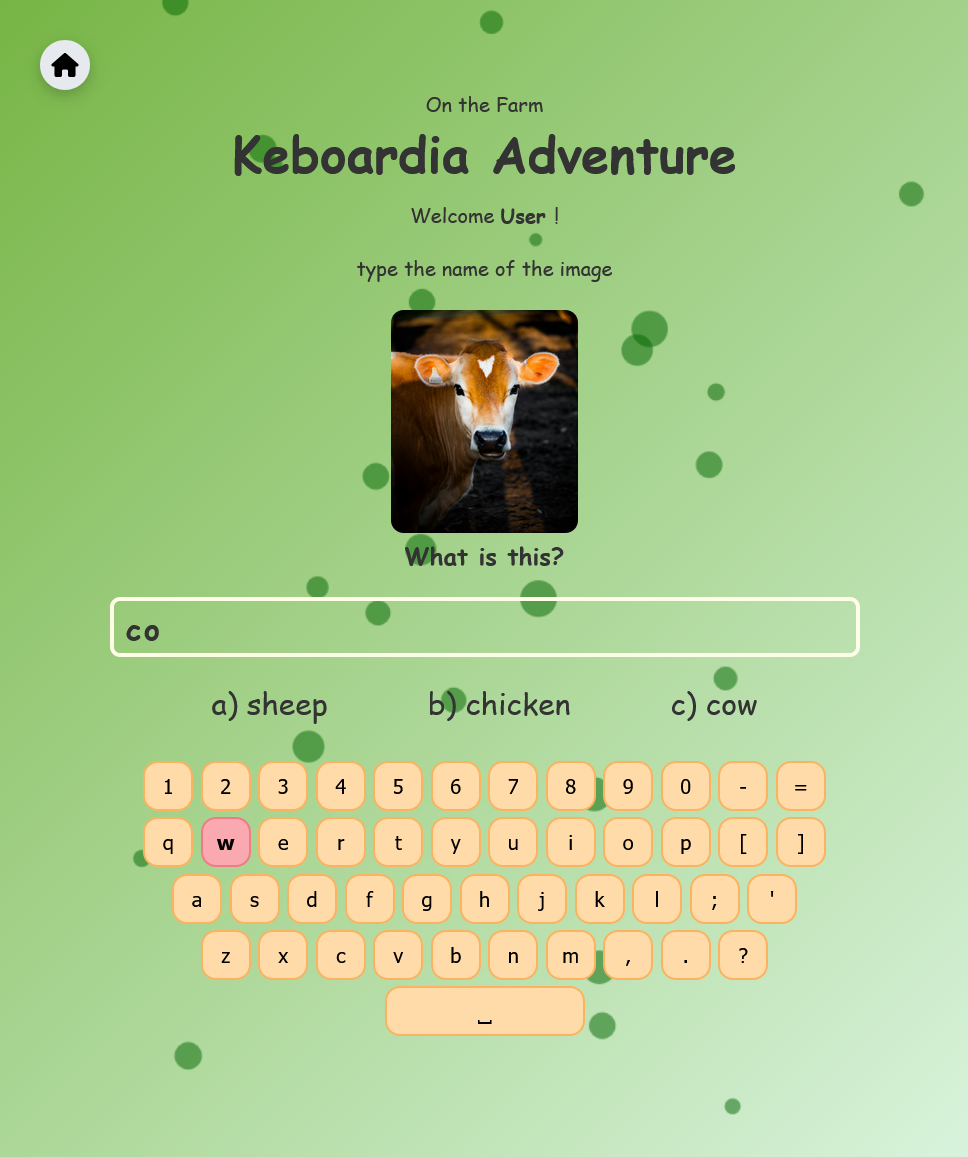 On the Farm
Keboardia Adventure
Welcome User !
type the name of the image
What is this?
co
a) sheep b) chicken c) cow
1 2 3 4 5 6 7 8 9 0 - =
q w e r t y u i o p [ ]
a s d f g h j k l ; '
z x c v b n m , . ?
⎵